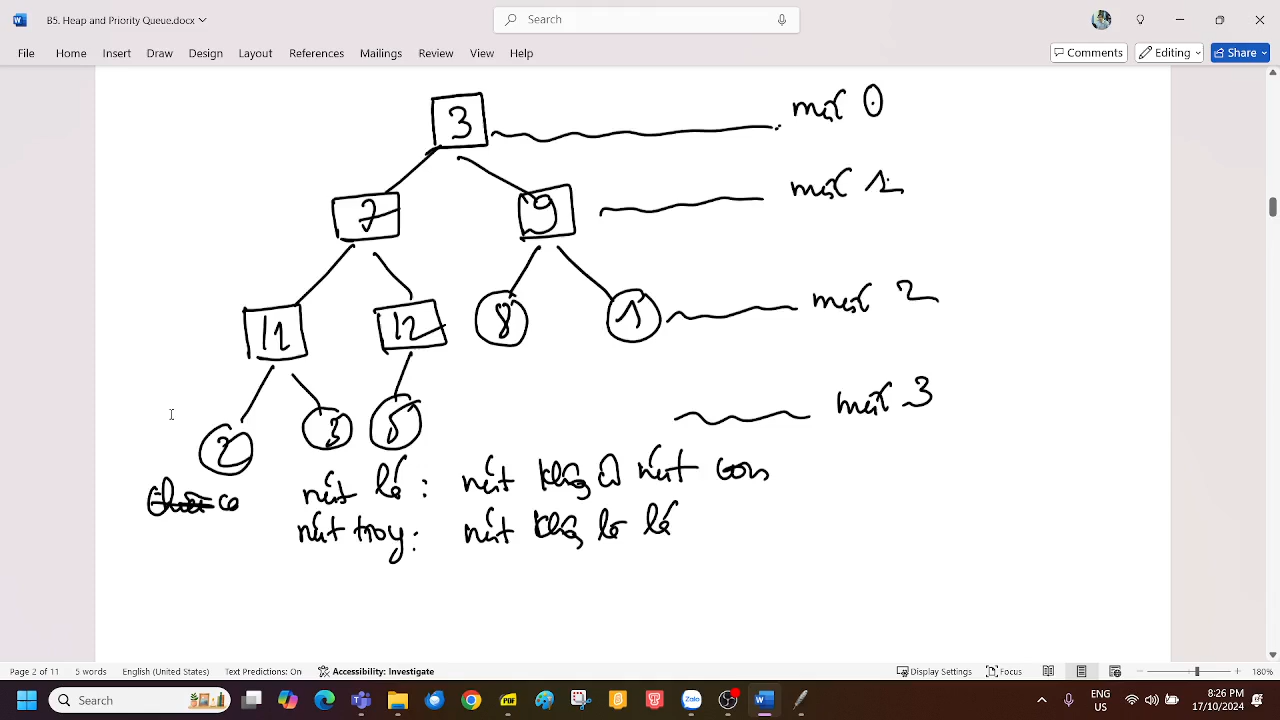 B5. Heap and Priority Queue.docx
Search
File Home Insert Draw Design Layout References Mailings Review View Help
Comments Editing Share
3 mức 0
7 9 mức 1
11 12 8 1 mức 2
2 3 5 mức 3
nút lá: nút không có nút con
nút trong: nút không là lá
Page 2 of 11 5 words English (United States) Text Predictions: On Accessibility: Investigate Display Settings Focus 180%
Search PDF Zalo ENG US 8:26 PM 17/10/2024